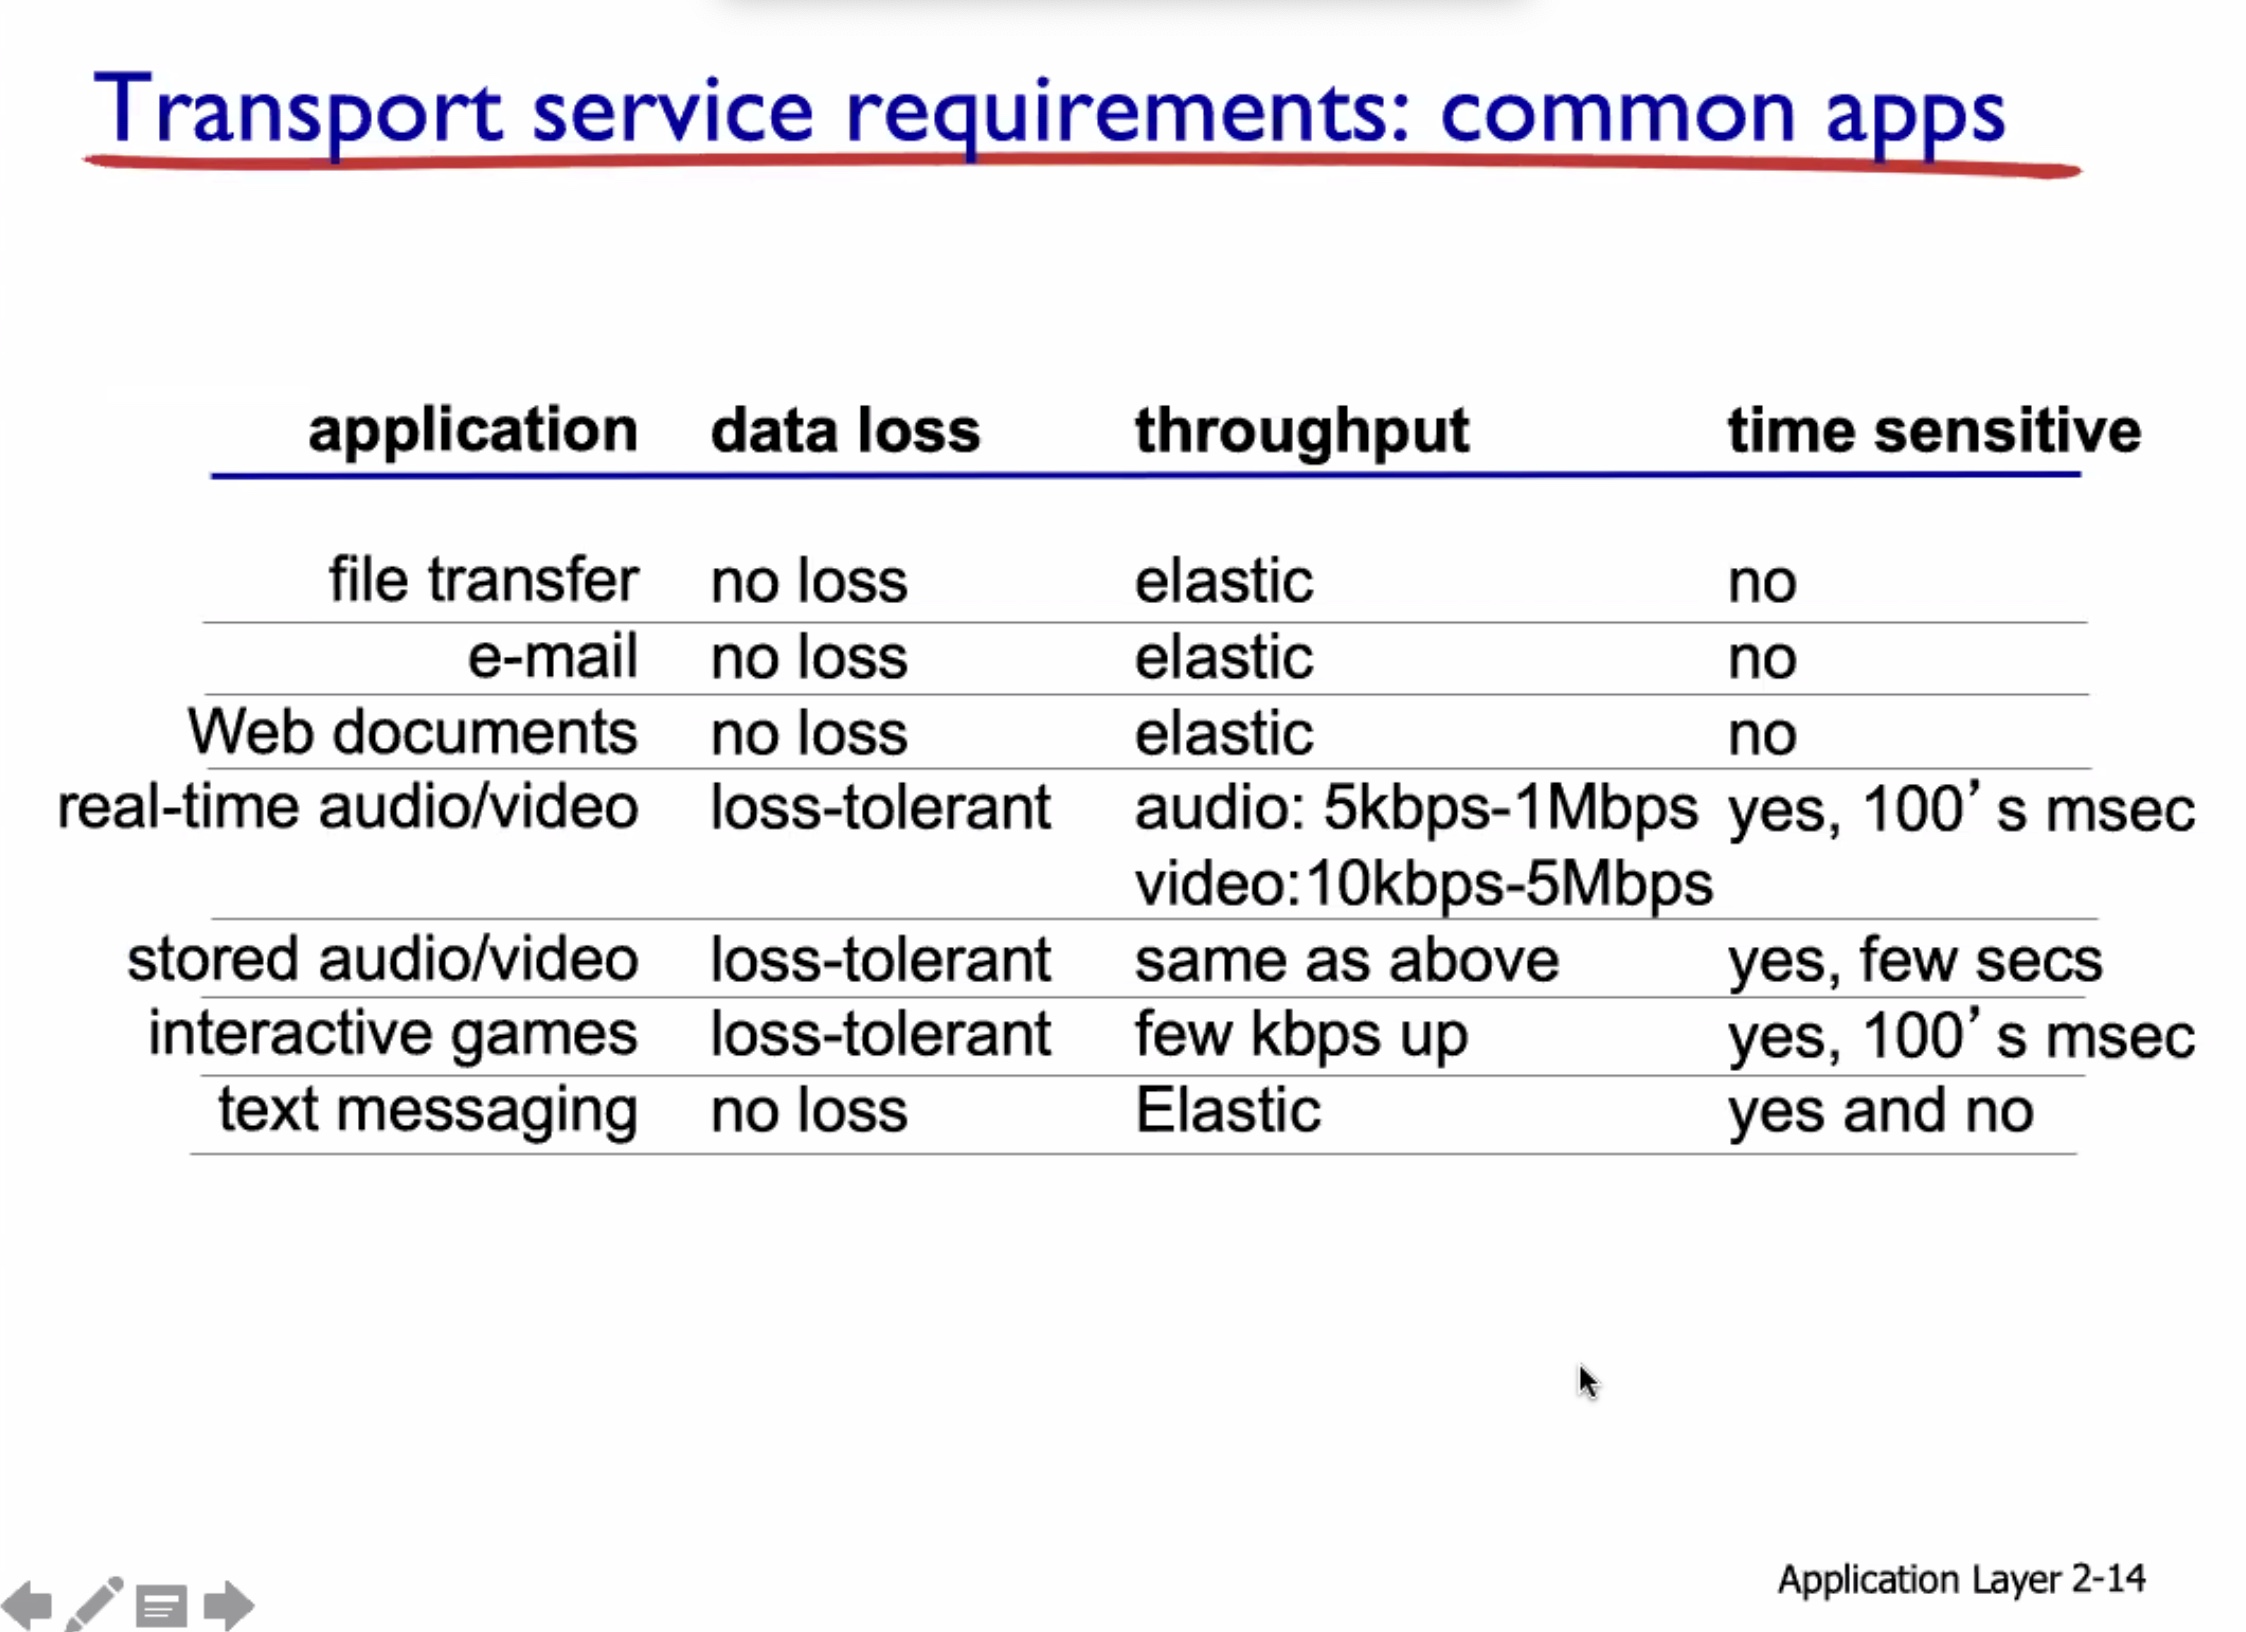 Transport service requirements: common apps
application data loss throughput time sensitive
file transfer no loss elastic no
e-mail no loss elastic no
Web documents no loss elastic no
real-time audio/video loss-tolerant audio: 5kbps-1Mbps yes, 100’s msec
video:10kbps-5Mbps
stored audio/video loss-tolerant same as above yes, few secs
interactive games loss-tolerant few kbps up yes, 100’s msec
text messaging no loss Elastic yes and no
Application Layer 2-14